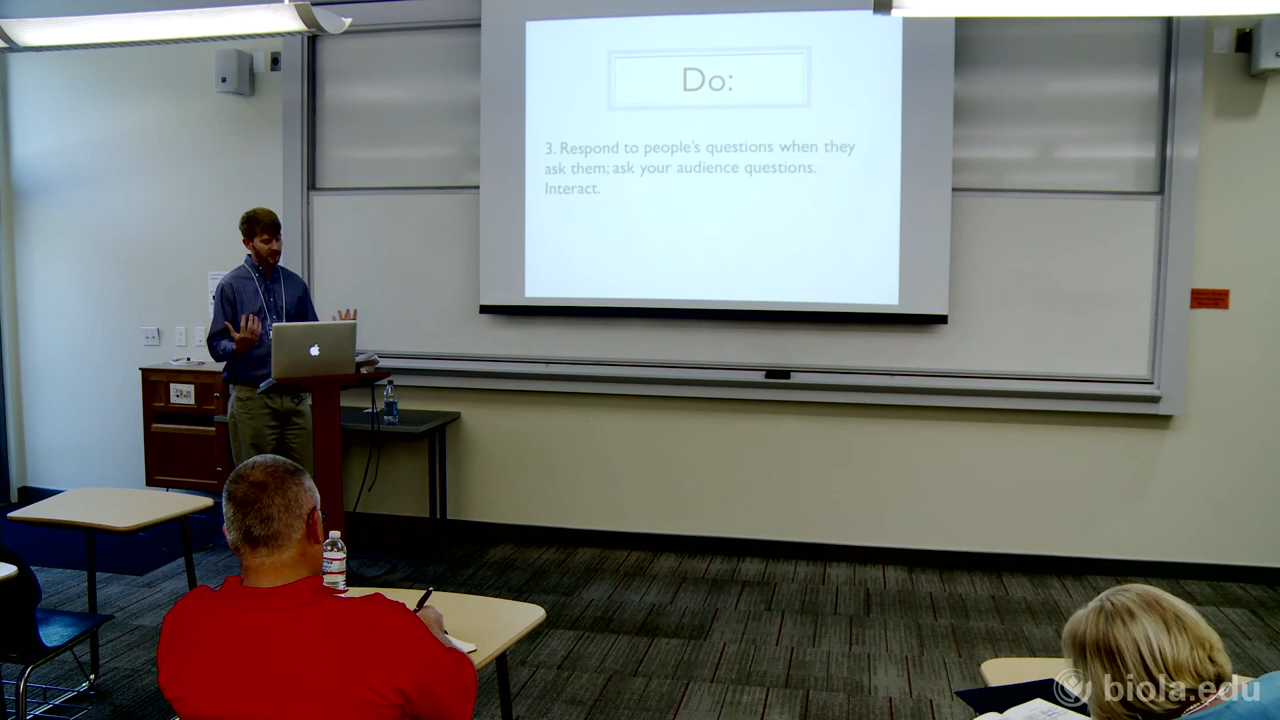 Do:
3. Respond to people's questions when they
ask them; ask your audience questions.
Interact.
biola.edu